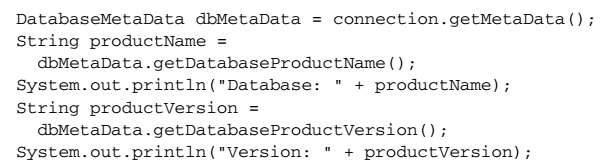 DatabaseMetaData dbMetaData = connection.getMetaData();
String productName =
  dbMetaData.getDatabaseProductName();
System.out.println("Database: " + productName);
String productVersion =
  dbMetaData.getDatabaseProductVersion();
System.out.println("Version: " + productVersion);